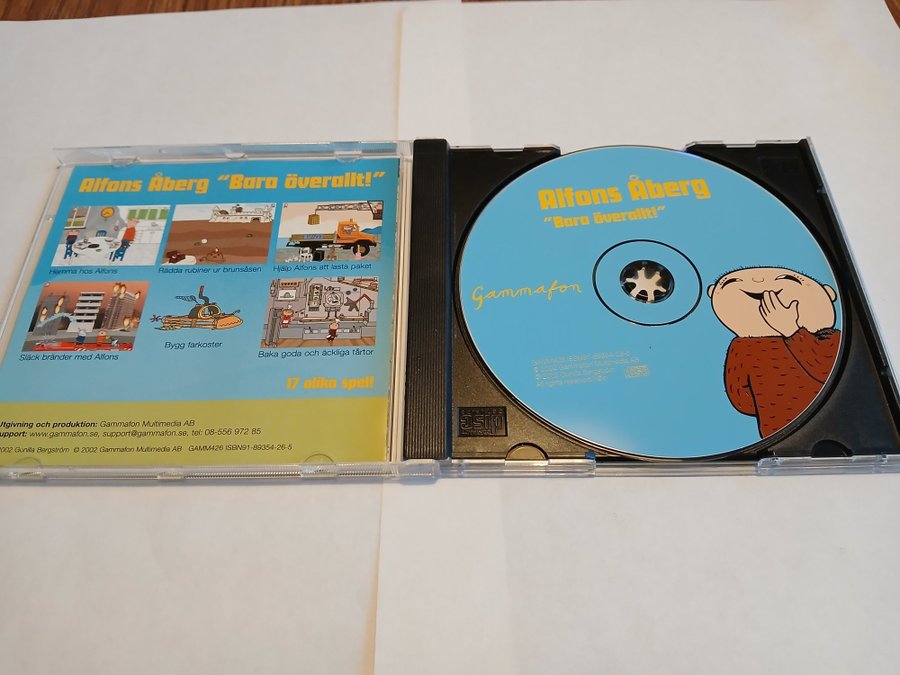 Alfons Åberg "Bara överallt!"
Hemma hos Alfons
Rädda rubiner ur brunsåsen
Hjälp Alfons att lasta paket
Släck bränder med Alfons
Bygg farkoster
Baka goda och äckliga tårtor
17 olika spel!
Utgivning och produktion: Gammafon Multimedia AB
support: www.gammafon.se, support@gammafon.se, tel: 08-556 972 85
2002 Gunilla Bergström © 2002 Gammafon Multimedia AB GAMM426 ISBN91-89354-26-5
Alfons Åberg
"Bara överallt!"
Gammafon